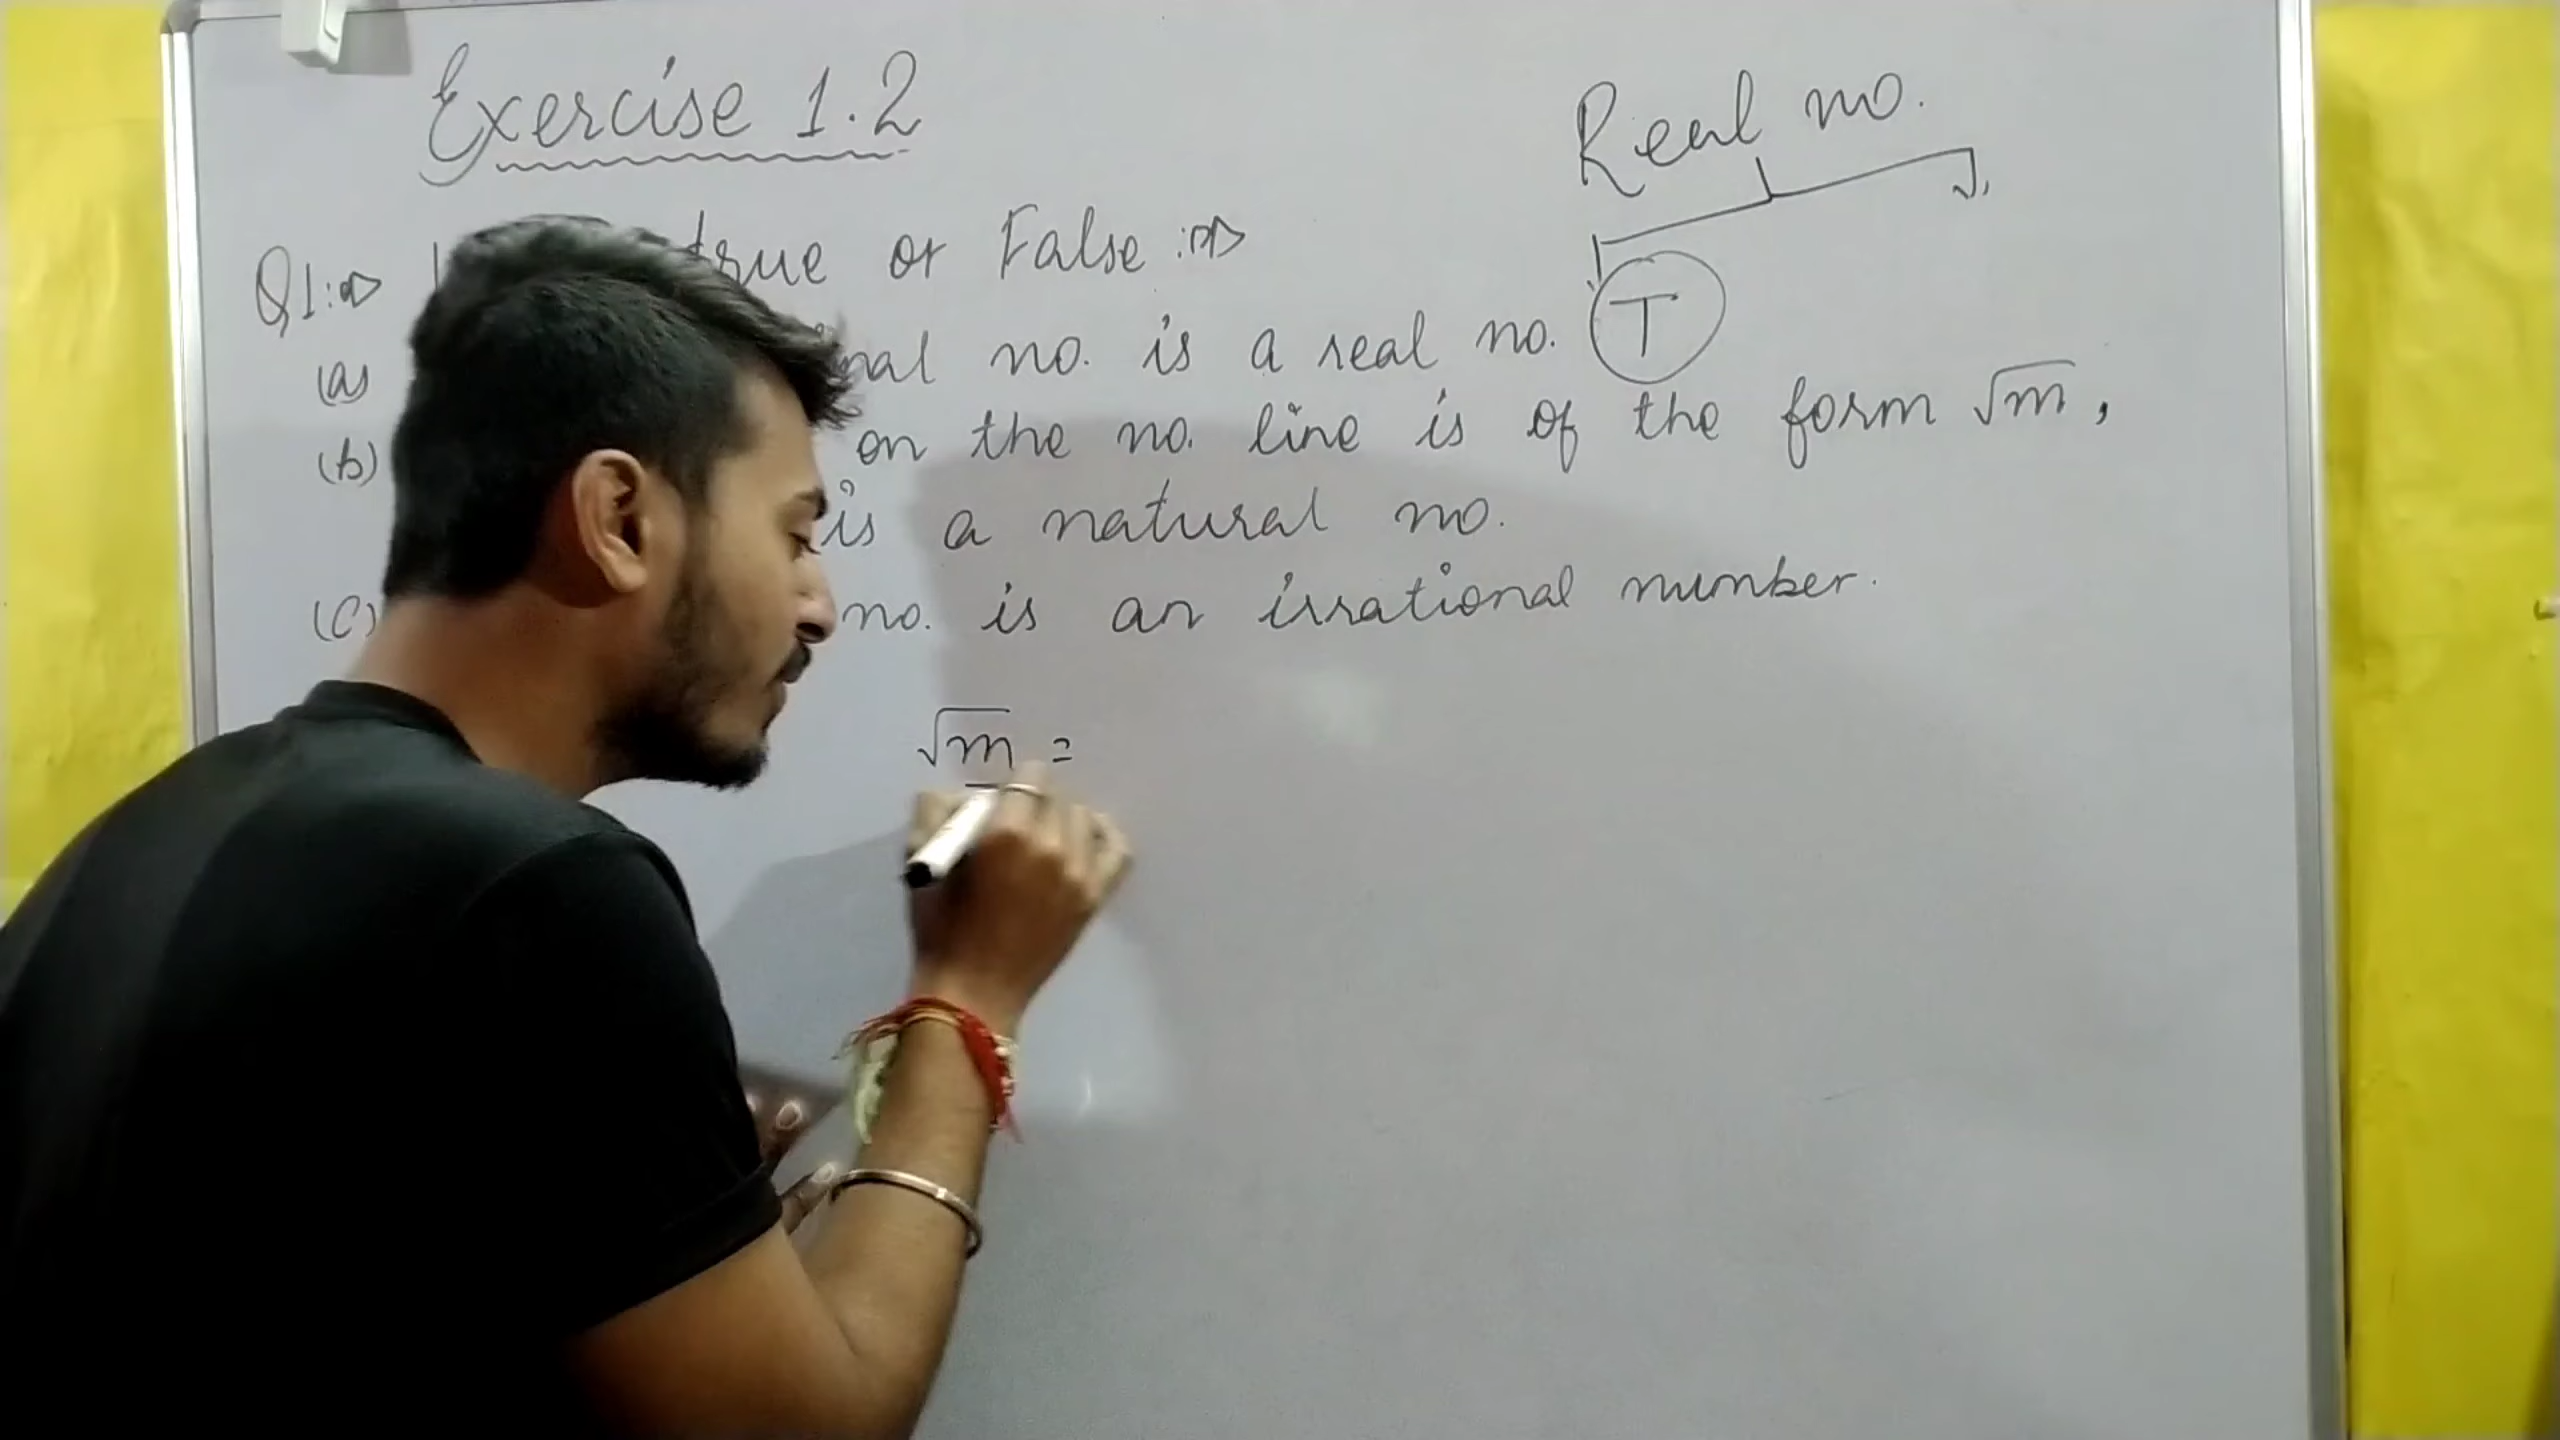 Exercise 1.2
Real no.
Q1:⇒ true or False :⇒
(a) nal no. is a real no. T
(b) on the no. line is of the form √m,
is a natural no.
(c) no. is an irrational number.
√m =